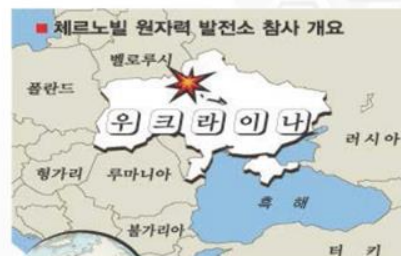 ■ 체르노빌 원자력 발전소 참사 개요
벨로루시
폴란드
우크라이나
러시아
헝가리 루마니아
흑해
불가리아
터키